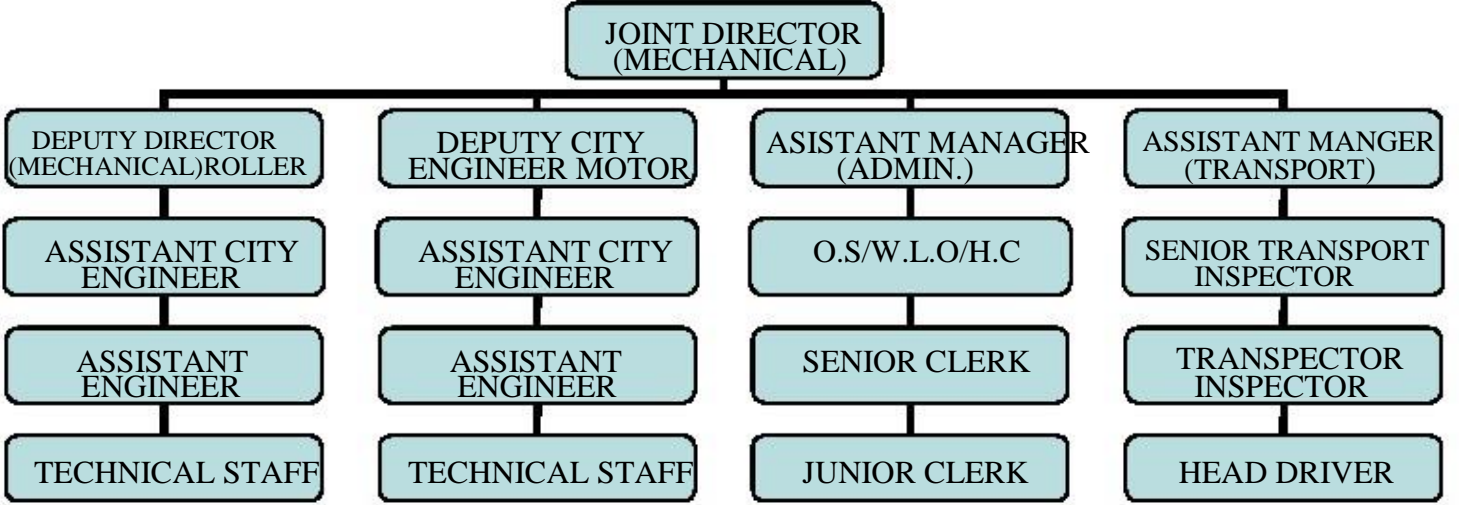 JOINT DIRECTOR
(MECHANICAL)
DEPUTY DIRECTOR
(MECHANICAL)ROLLER
DEPUTY CITY
ENGINEER MOTOR
ASISTANT MANAGER
(ADMIN.)
ASSISTANT MANGER
(TRANSPORT)
ASSISTANT CITY
ENGINEER
ASSISTANT CITY
ENGINEER
O.S/W.L.O/H.C
SENIOR TRANSPORT
INSPECTOR
ASSISTANT
ENGINEER
ASSISTANT
ENGINEER
SENIOR CLERK
TRANSPECTOR
INSPECTOR
TECHNICAL STAFF
TECHNICAL STAFF
JUNIOR CLERK
HEAD DRIVER